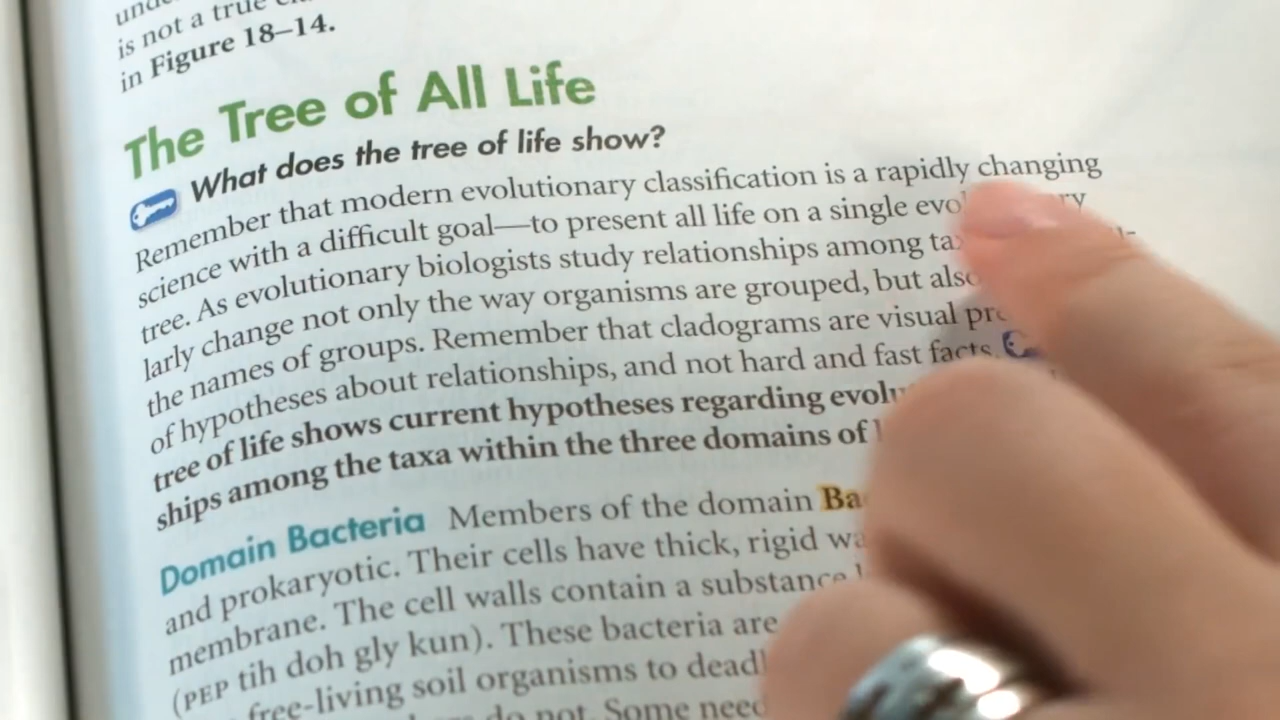 is not a true
in Figure 18–14.
The Tree of All Life
What does the tree of life show?
Remember that modern evolutionary classification is a rapidly changing
science with a difficult goal—to present all life on a single
tree. As evolutionary biologists study relationships among
larly change not only the way organisms are grouped, but also
the names of groups. Remember that cladograms are visual
of hypotheses about relationships, and not hard and fast facts.
tree of life shows current hypotheses regarding
ships among the taxa within the three domains of
Domain Bacteria Members of the domain
and prokaryotic. Their cells have thick, rigid
membrane. The cell walls contain a substance
(PEP tih doh gly kun). These bacteria are
free-living soil organisms to
do not. Some need